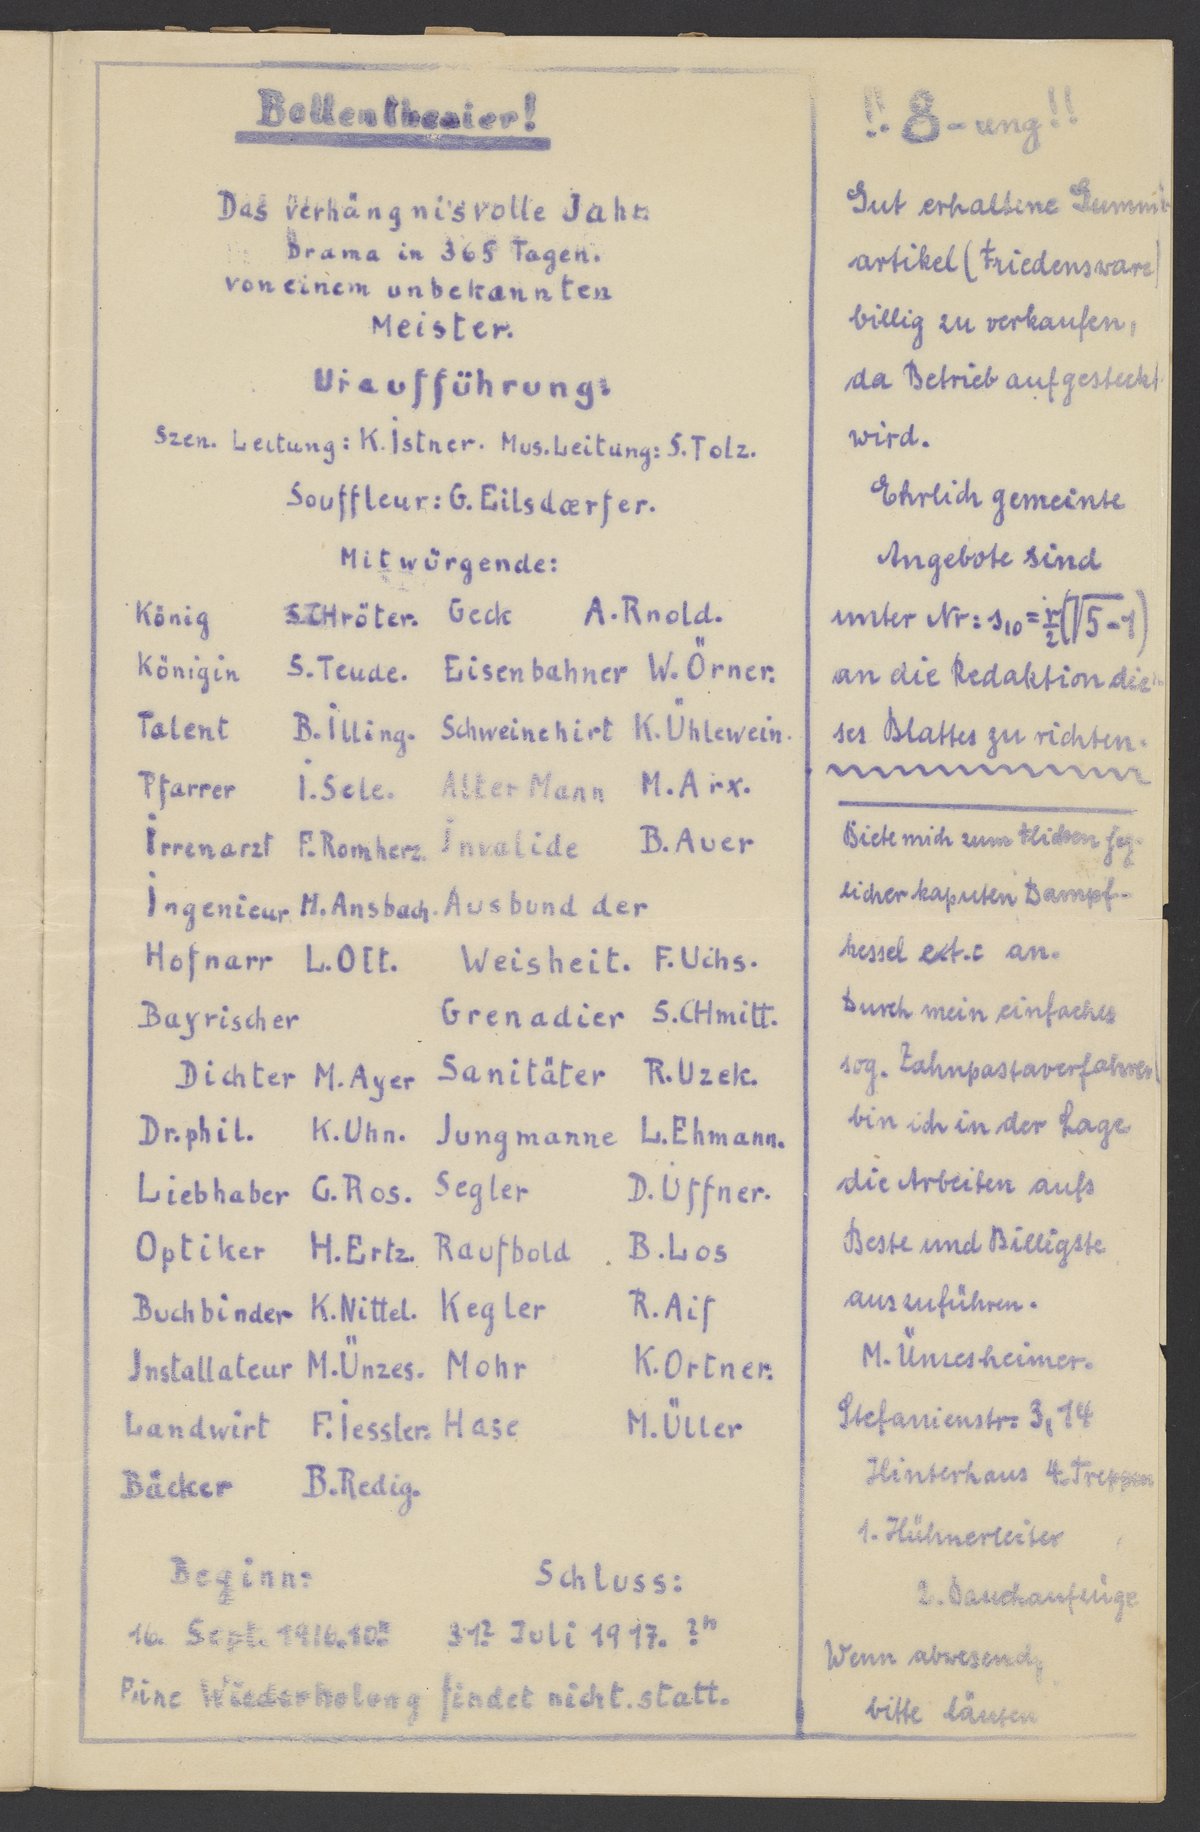 Bollentheater!
Das verhängnisvolle Jahr.
Drama in 365 Tagen.
von einem unbekannten
Meister.
Uraufführung:
Szen. Leitung: K. Istner. Mus. Leitung: S. Tolz.
Souffleur: G. Eilsdœrfer.
Mitwürgende:
König S. CHröter. Geck A. Rnold.
Königin S. Teude. Eisenbahner W. Örner.
Talent B. Illing. Schweinehirt K. Ühlewein.
Pfarrer I. Sele. Alter Mann M. Arx.
Irrenarzt F. Romherz. Invalide B. Auer
Ingenieur M. Ansbach. Ausbund der
Hofnarr L. Ott. Weisheit. F. Uchs.
Bayrischer Grenadier S. CHmitt.
Dichter M. Ayer Sanitäter R. Uzek.
Dr. phil. K. Uhn. Jungmanne L. Ehmann.
Liebhaber G. Ros. Segler D. Üffner.
Optiker H. Ertz. Raufbold B. Los
Buchbinder K. Nittel. Kegler R. Aif
Installateur M. Ünzes. Mohr K. Ortner.
Landwirt F. Iessler. Hase M. Üller
Bäcker B. Redig.
Beginn: Schluss:
16. Sept. 1916. 31. Juli 1917.
Eine Wiederholung findet nicht statt.
!! 8-ung!!
Gut erhaltene Gummi-
artikel (Friedensware)
billig zu verkaufen,
da Betrieb aufgesteckt
wird.
Ehrlich gemeinte
Angebote sind
unter Nr: s₁₀ = r/2 (√5 - 1)
an die Redaktion die-
ses Blattes zu richten.
Biete mich zum Flicken jeg-
licher kaputen Dampf-
kessel ext.c an.
Durch mein einfaches
sog. Zahnpastaverfahren
bin ich in der Lage
die Arbeiten aufs
Beste und Billigste
auszuführen.
M. Ünzesheimer.
Stefanienstr. 3, 14
Hinterhaus 4. Treppen
1. Hühnerleiter
2. Bauchaufzüge
Wenn abwesend,
bitte läuten